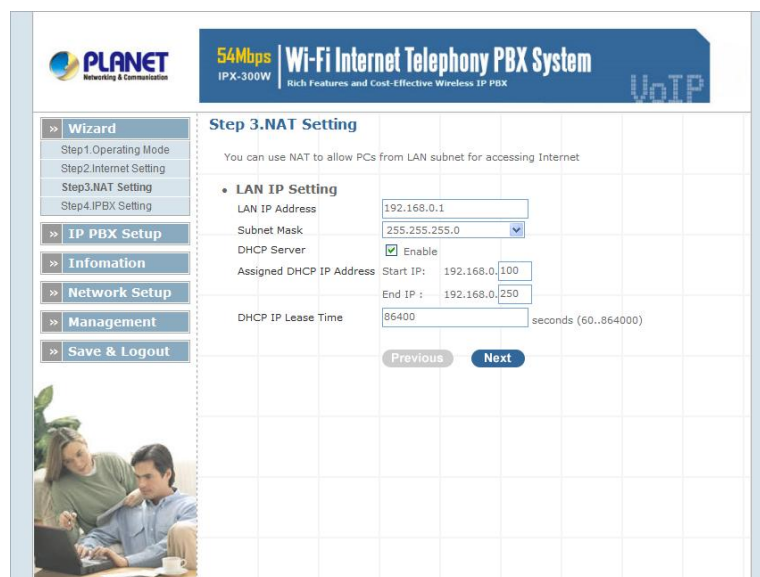 PLANET
Networking & Communication
54Mbps
IPX-300W
Wi-Fi Internet Telephony PBX System
Rich Features and Cost-Effective Wireless IP PBX
VoIP
» Wizard
Step1.Operating Mode
Step2.Internet Setting
Step3.NAT Setting
Step4.IPBX Setting
» IP PBX Setup
» Infomation
» Network Setup
» Management
» Save & Logout
Step 3.NAT Setting
You can use NAT to allow PCs from LAN subnet for accessing Internet
• LAN IP Setting
LAN IP Address 192.168.0.1
Subnet Mask 255.255.255.0
DHCP Server Enable
Assigned DHCP IP Address Start IP: 192.168.0.100
End IP : 192.168.0.250
DHCP IP Lease Time 86400 seconds (60..864000)
Previous Next